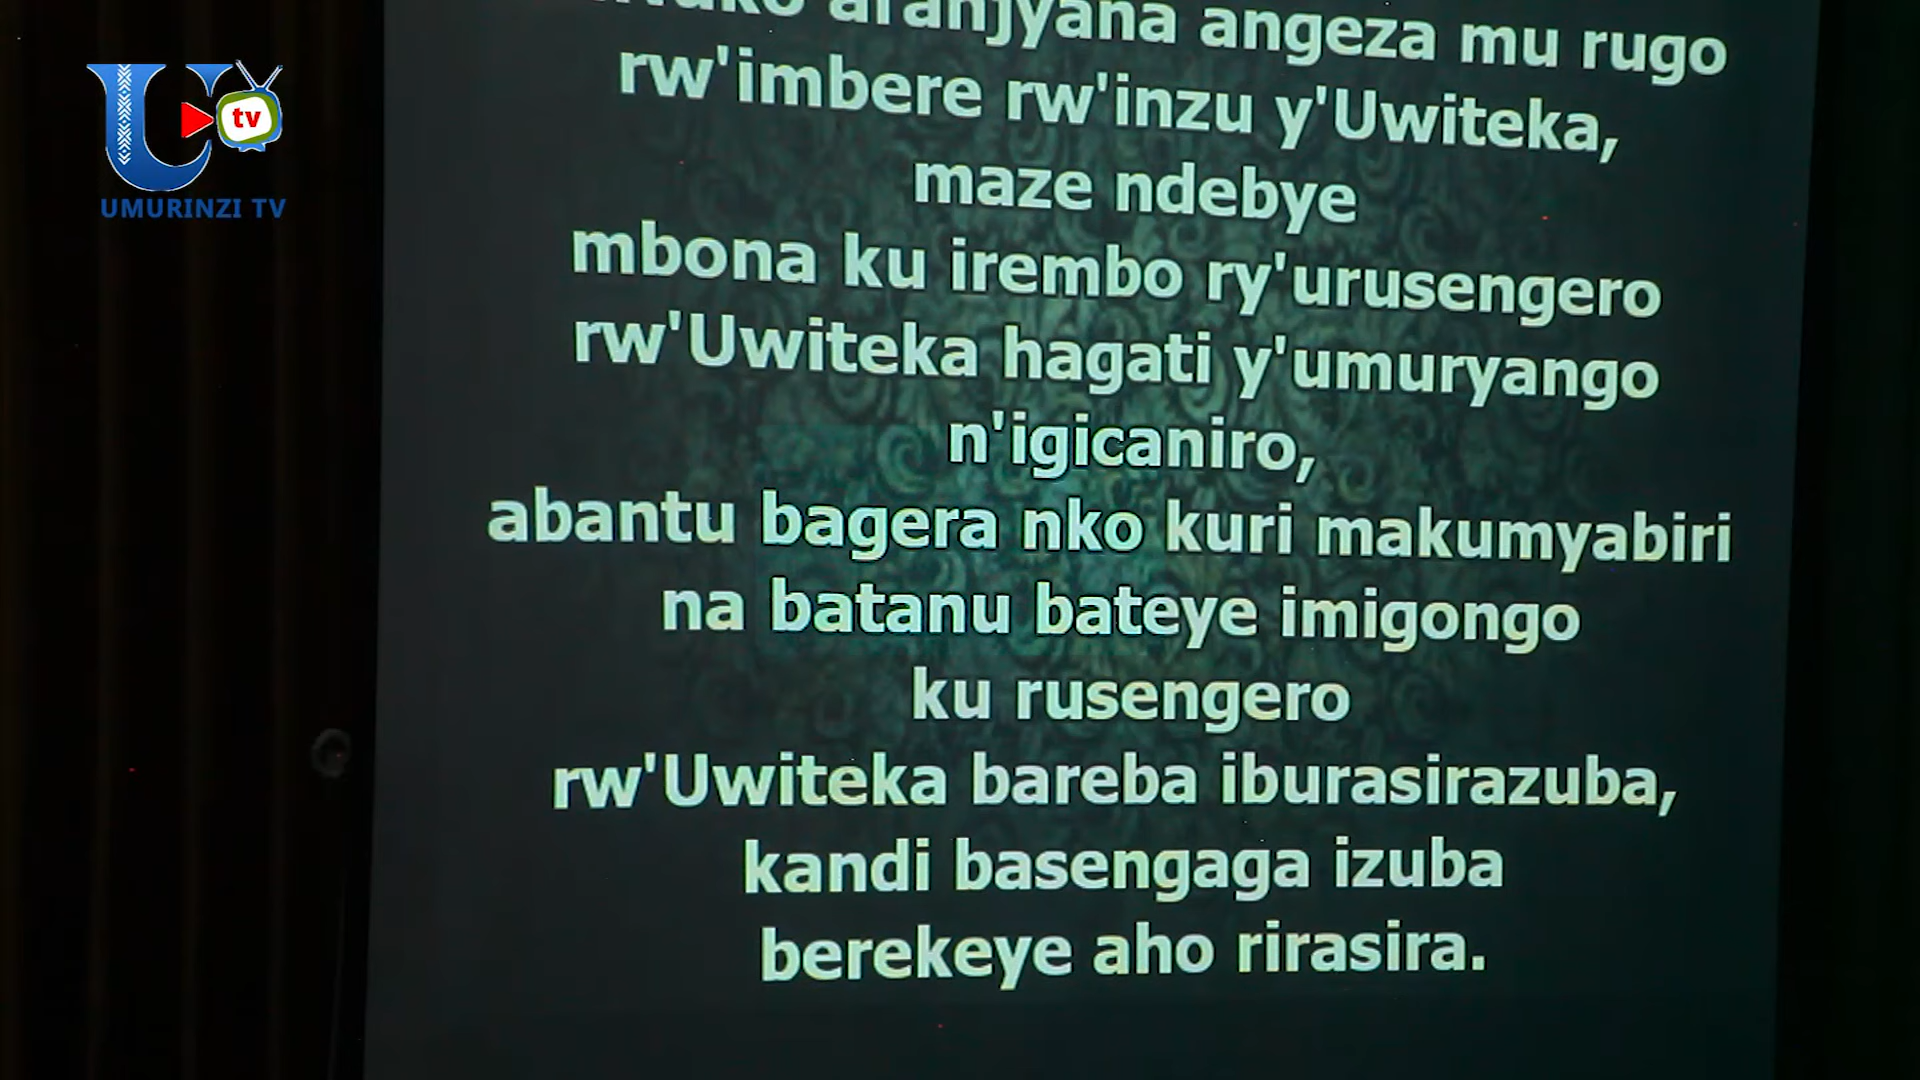 aranjyana angeza mu rugo
rw'imbere rw'inzu y'Uwiteka,
maze ndebye
mbona ku irembo ry'urusengero
rw'Uwiteka hagati y'umuryango
n'igicaniro,
abantu bagera nko kuri makumyabiri
na batanu bateye imigongo
ku rusengero
rw'Uwiteka bareba iburasirazuba,
kandi basengaga izuba
berekeye aho rirasira.
tv
UMURINZI TV